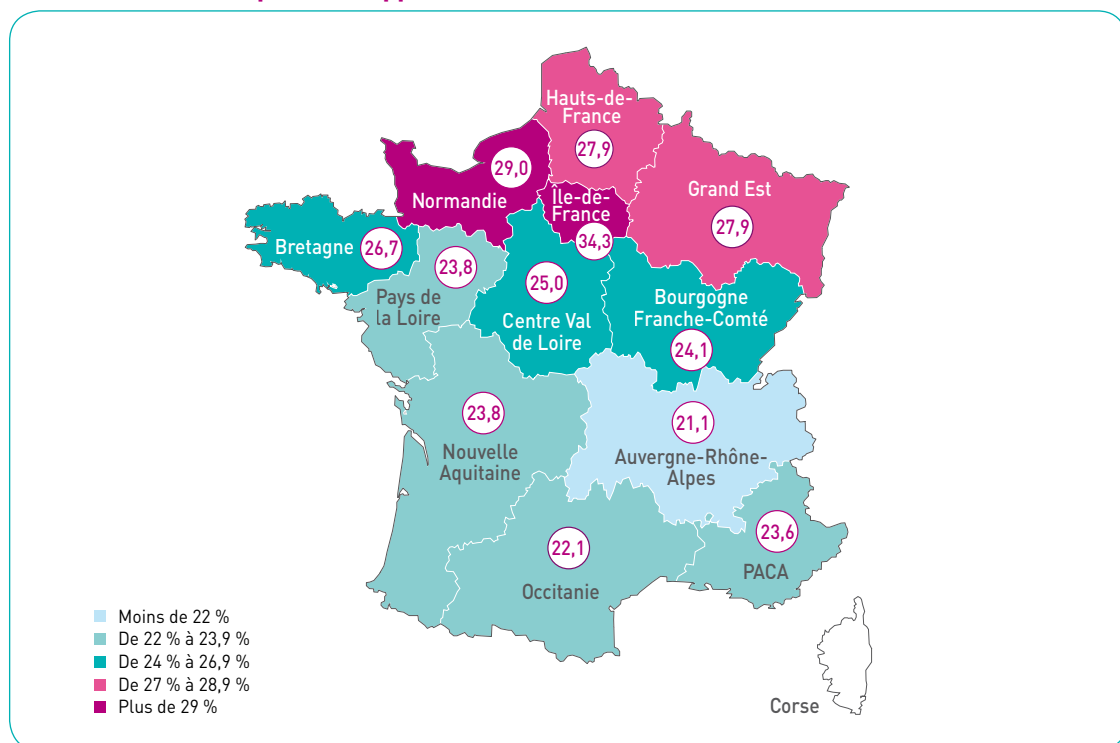 Hauts-de-
France
27,9
29,0
Normandie
Île-de-
France
34,3
Grand Est
27,9
Bretagne
26,7
23,8
Pays de
la Loire
25,0
Centre Val
de Loire
Bourgogne
Franche-Comté
24,1
23,8
Nouvelle
Aquitaine
21,1
Auvergne-Rhône-
Alpes
22,1
Occitanie
23,6
PACA
Corse
Moins de 22 %
De 22 % à 23,9 %
De 24 % à 26,9 %
De 27 % à 28,9 %
Plus de 29 %